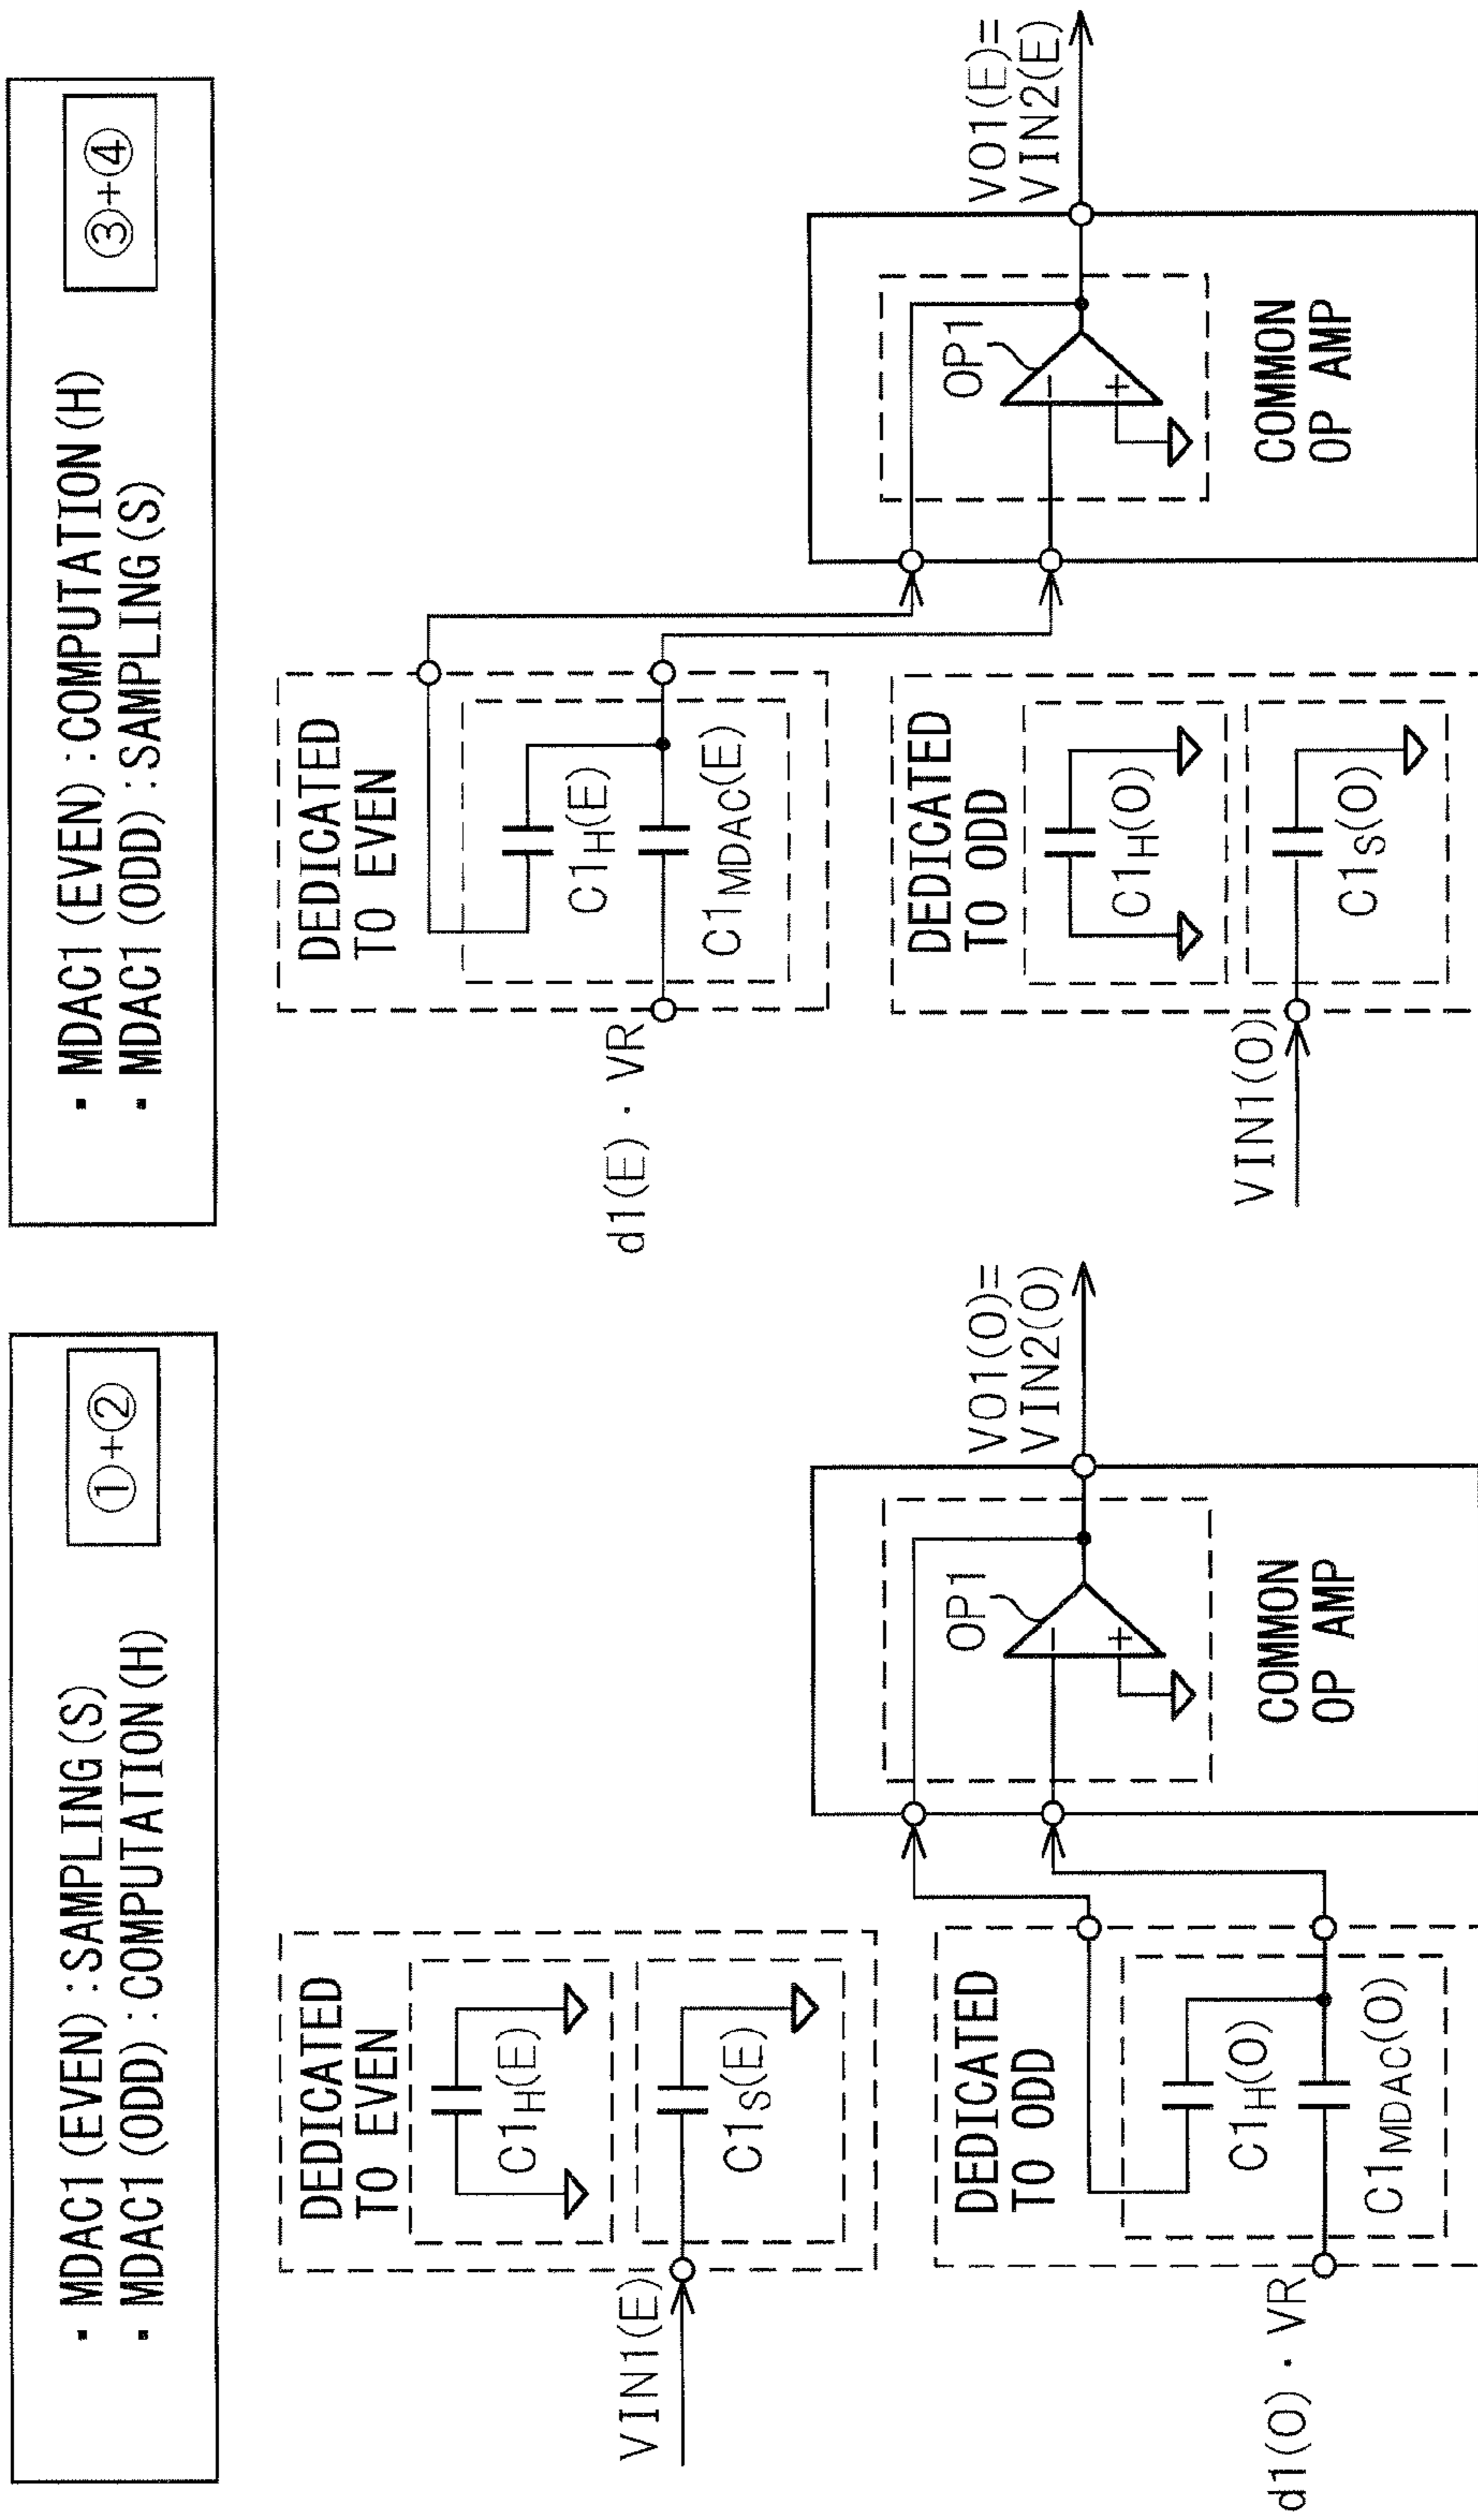 · MDAC1(EVEN):SAMPLING(S)
· MDAC1(ODD):COMPUTATION(H)
①+②
DEDICATED
TO EVEN
C1H(E)
VIN1(E)
C1S(E)
DEDICATED
TO ODD
C1H(O)
d1(O)·VR
C1MDAC(O)
OP1
−
+
COMMON
OP AMP
VO1(O)=
VIN2(O)
· MDAC1(EVEN):COMPUTATION(H)
· MDAC1(ODD):SAMPLING(S)
③+④
DEDICATED
TO EVEN
C1H(E)
d1(E)·VR
C1MDAC(E)
DEDICATED
TO ODD
C1H(O)
VIN1(O)
C1S(O)
OP1
−
+
COMMON
OP AMP
VO1(E)=
VIN2(E)